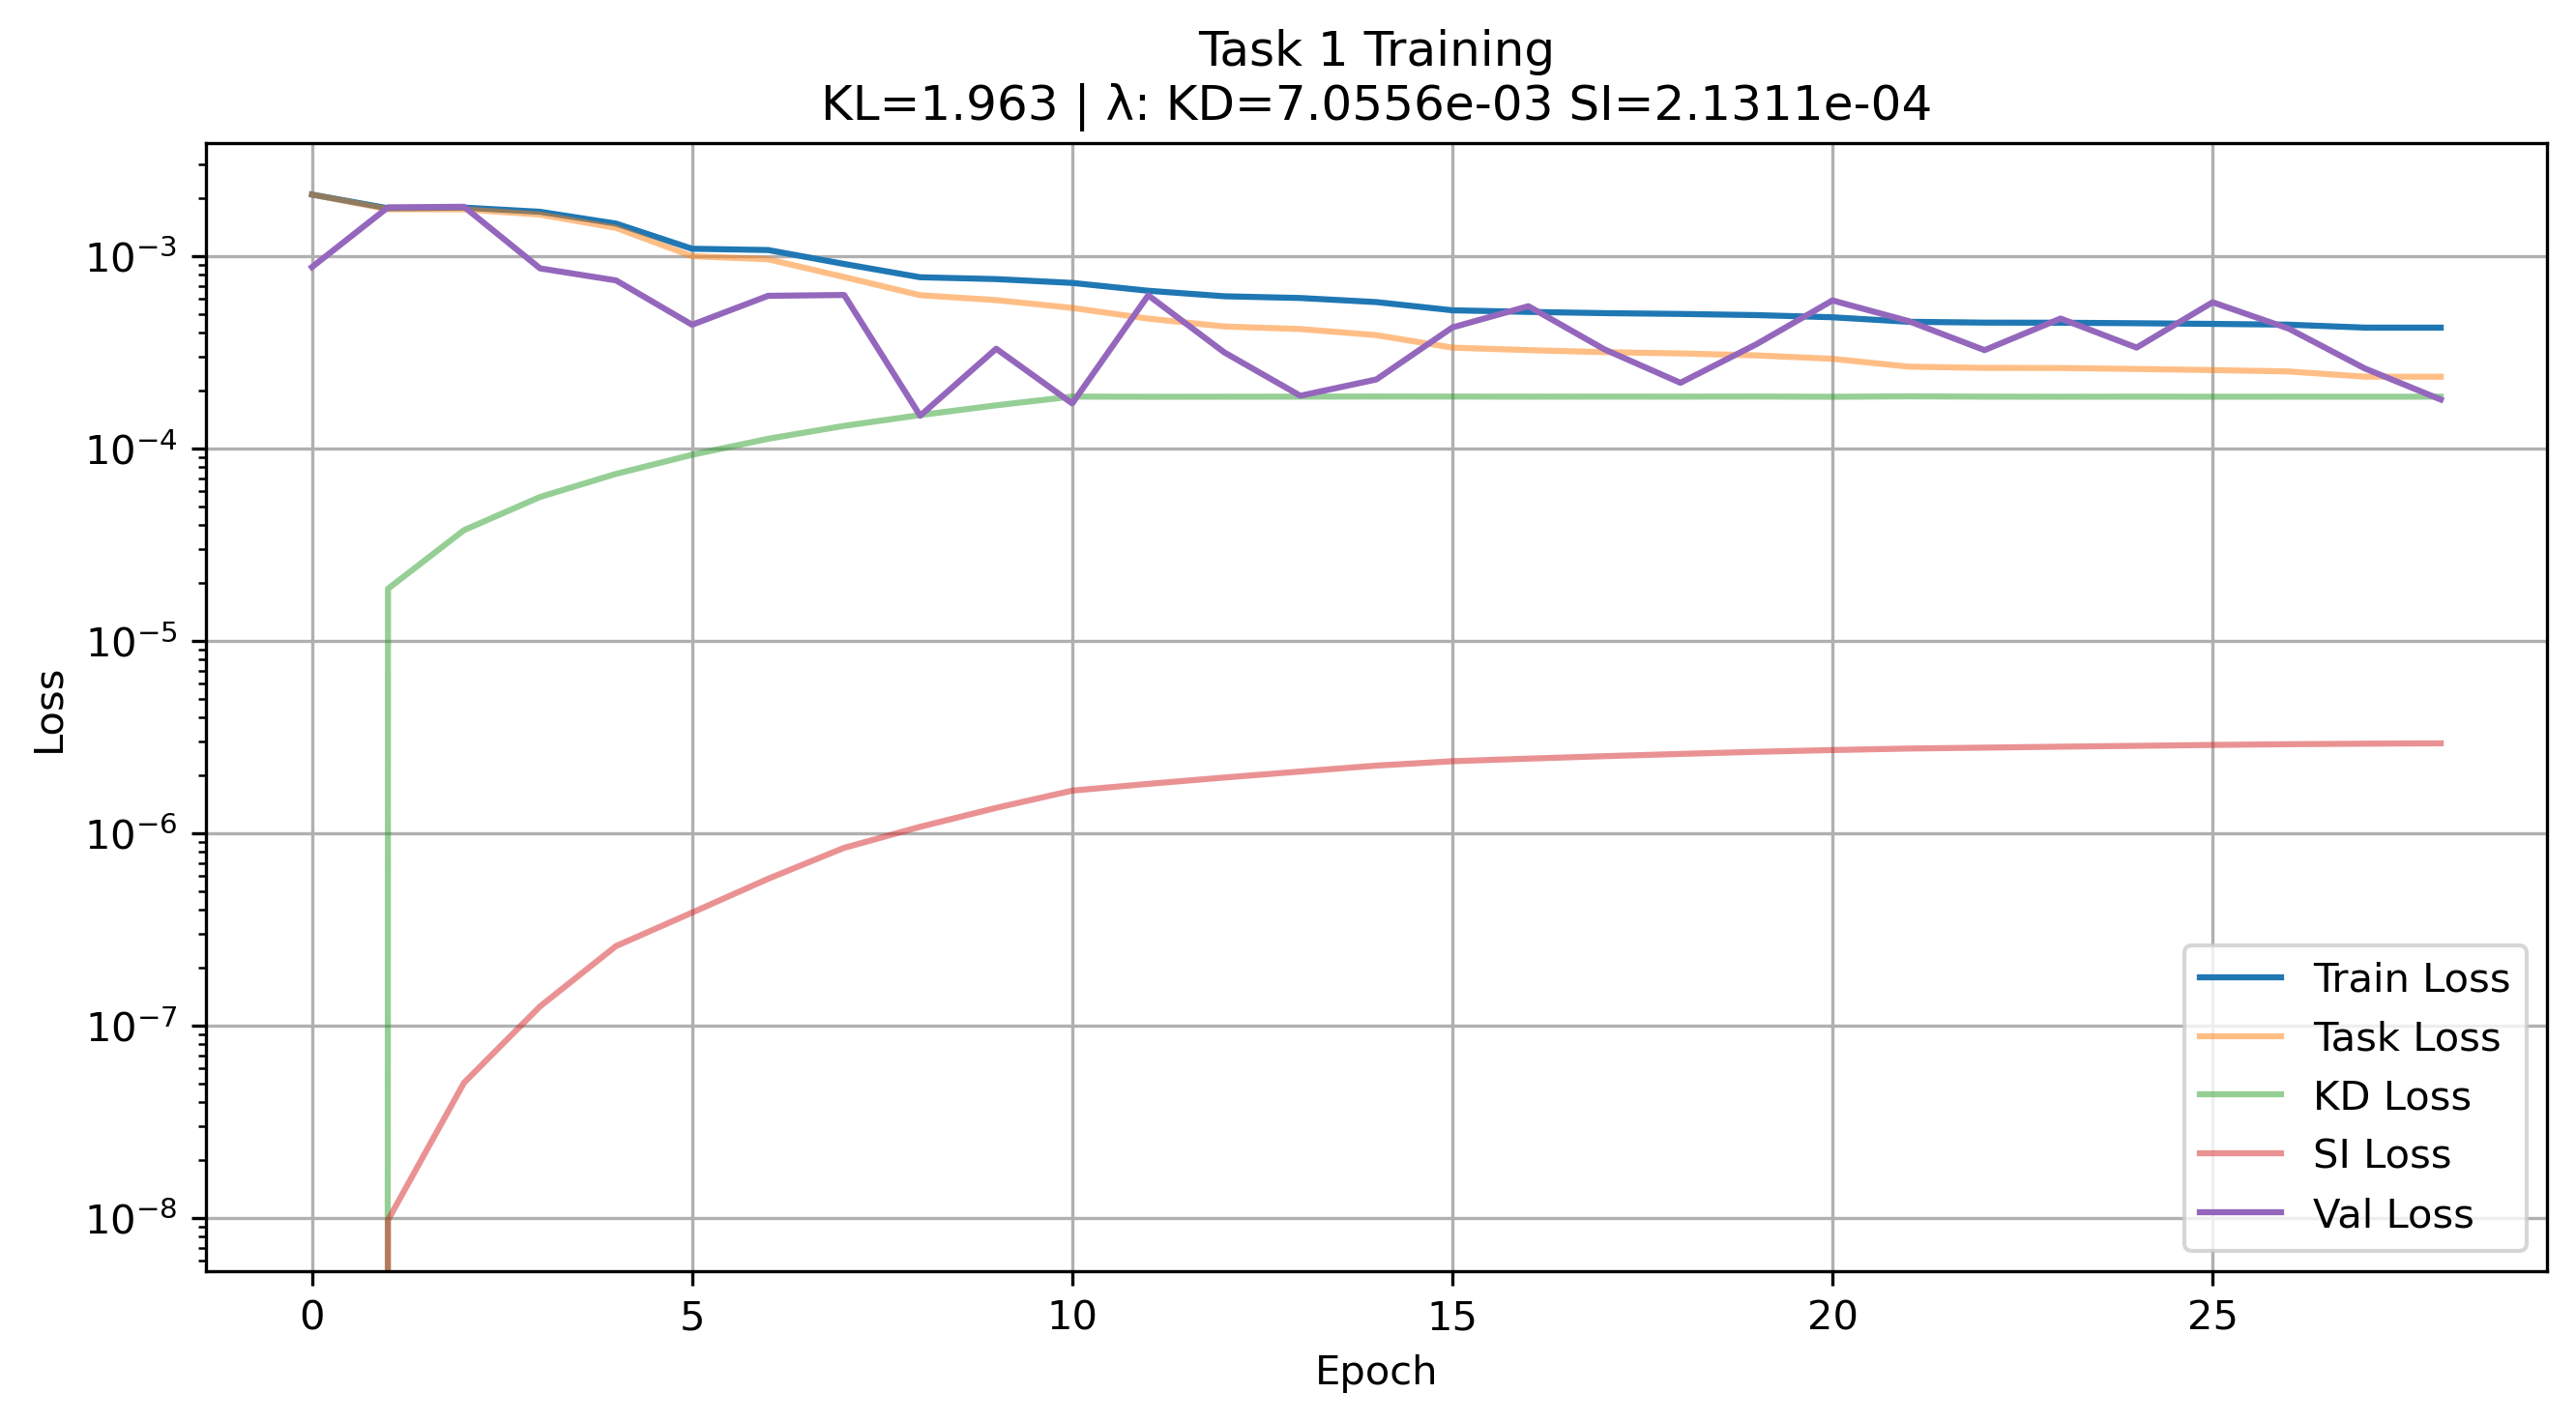 Task 1 Training
KL=1.963 | λ: KD=7.0556e-03 SI=2.1311e-04
Loss
10⁻³
10⁻⁴
10⁻⁵
10⁻⁶
10⁻⁷
10⁻⁸
Train Loss
Task Loss
KD Loss
SI Loss
Val Loss
0 5 10 15 20 25
Epoch